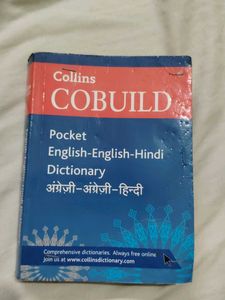 Collins
COBUILD
Pocket
English-English-Hindi
Dictionary
अंग्रेज़ी-अंग्रेज़ी-हिन्दी
Comprehensive dictionaries. Always free online
Join us at www.collinsdictionary.com